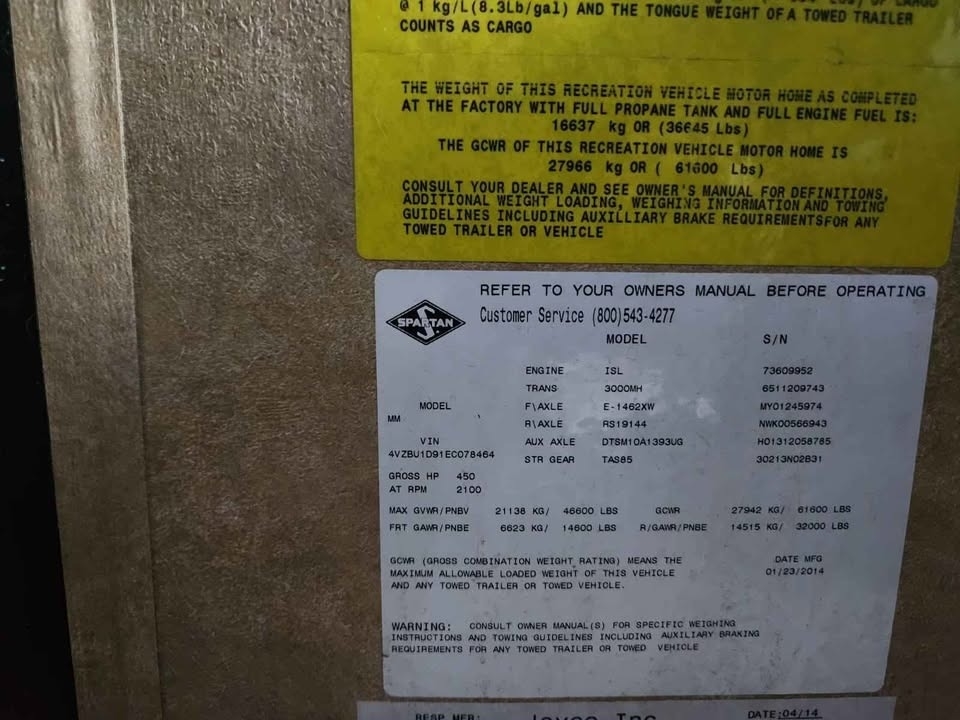 @ 1 kg/L(8.3Lb/gal) AND THE TONGUE WEIGHT OF A TOWED TRAILER
COUNTS AS CARGO
THE WEIGHT OF THIS RECREATION VEHICLE MOTOR HOME AS COMPLETED
AT THE FACTORY WITH FULL PROPANE TANK AND FULL ENGINE FUEL IS:
16637 kg OR (36645 Lbs)
THE GCWR OF THIS RECREATION VEHICLE MOTOR HOME IS
27966 kg OR ( 61600 Lbs)
CONSULT YOUR DEALER AND SEE OWNER'S MANUAL FOR DEFINITIONS,
ADDITIONAL WEIGHT LOADING, WEIGHING INFORMATION AND TOWING
GUIDELINES INCLUDING AUXILLIARY BRAKE REQUIREMENTSFOR ANY
TOWED TRAILER OR VEHICLE
REFER TO YOUR OWNERS MANUAL BEFORE OPERATING
SPARTAN
Customer Service (800)543-4277
MODEL S/N
ENGINE ISL 73609952
TRANS 3000MH 6511209743
MODEL F\AXLE E-1462XW MY01245974
MM R\AXLE RS19144 NWK00566943
VIN AUX AXLE DTSM10A1393UG H01312058785
4VZBU1D91EC078464 STR GEAR TAS85 30213N02B31
GROSS HP 450
AT RPM 2100
MAX GVWR/PNBV 21138 KG/ 46600 LBS GCWR 27942 KG/ 61600 LBS
FRT GAWR/PNBE 6623 KG/ 14600 LBS R/GAWR/PNBE 14515 KG/ 32000 LBS
GCWR (GROSS COMBINATION WEIGHT RATING) MEANS THE DATE MFG
MAXIMUM ALLOWABLE LOADED WEIGHT OF THIS VEHICLE 01/23/2014
AND ANY TOWED TRAILER OR TOWED VEHICLE.
WARNING: CONSULT OWNER MANUAL(S) FOR SPECIFIC WEIGHING
INSTRUCTIONS AND TOWING GUIDELINES INCLUDING AUXILIARY BRAKING
REQUIREMENTS FOR ANY TOWED TRAILER OR TOWED VEHICLE
RESP MFR: Jayco Inc DATE:04/14